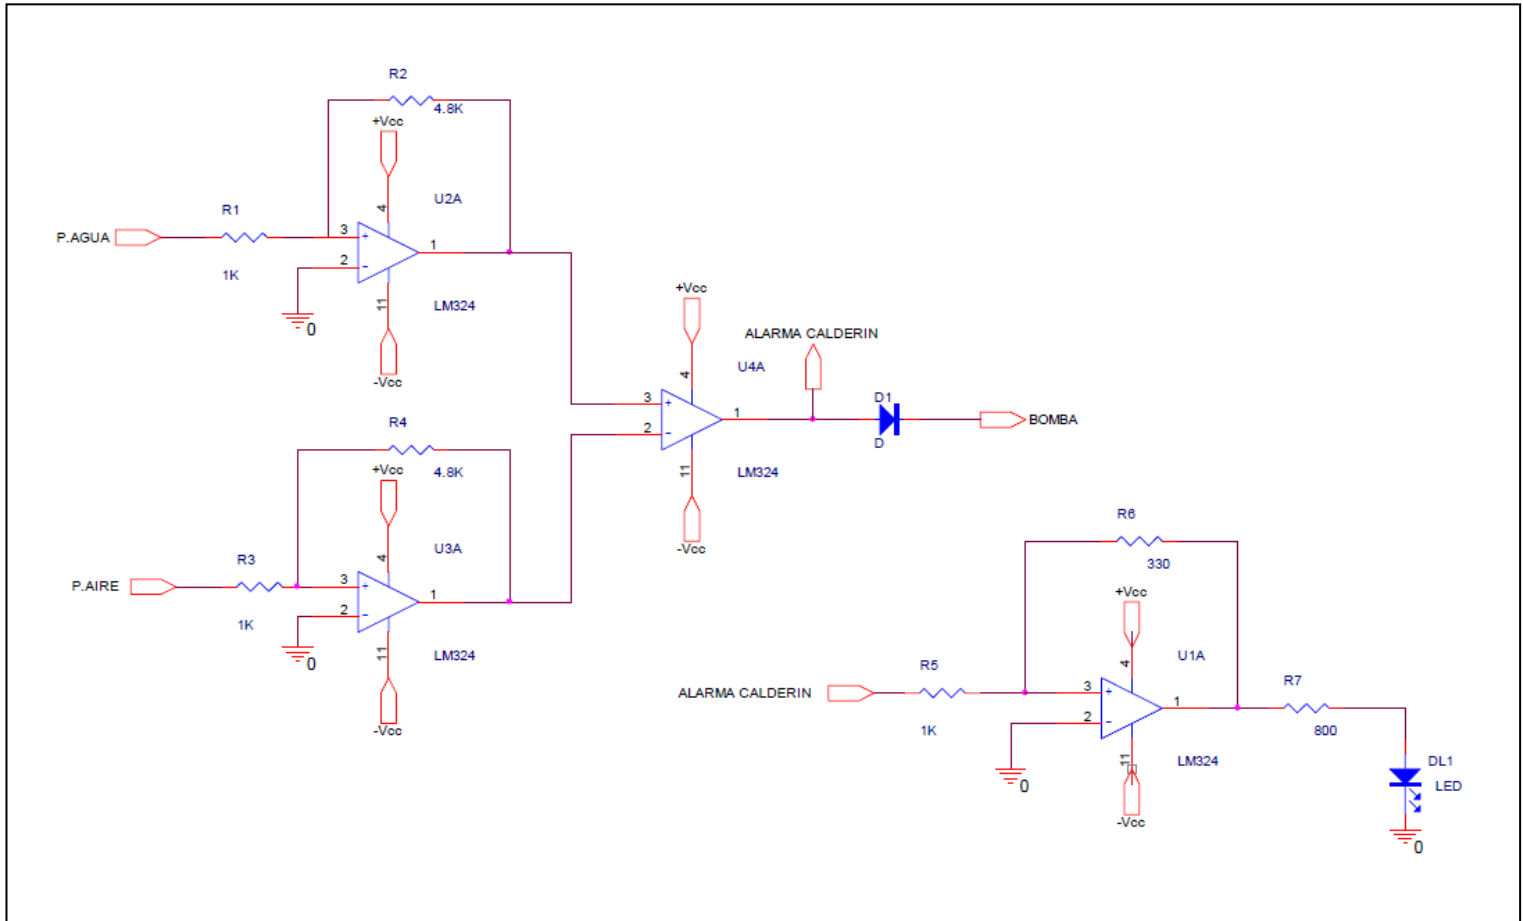 R2
4.8K
+Vcc
4
U2A
R1
P.AGUA
3
+
1
2
-
1K
11
LM324
0
-Vcc
+Vcc
ALARMA CALDERIN
4
U4A
3
+
1
2
-
D1
D
BOMBA
11
LM324
-Vcc
R4
4.8K
+Vcc
4
U3A
R3
P.AIRE
3
+
1
2
-
1K
11
LM324
0
-Vcc
R6
330
+Vcc
4
U1A
R5
ALARMA CALDERIN
3
+
1
2
-
R7
1K
800
11
LM324
0
-Vcc
DL1
LED
0